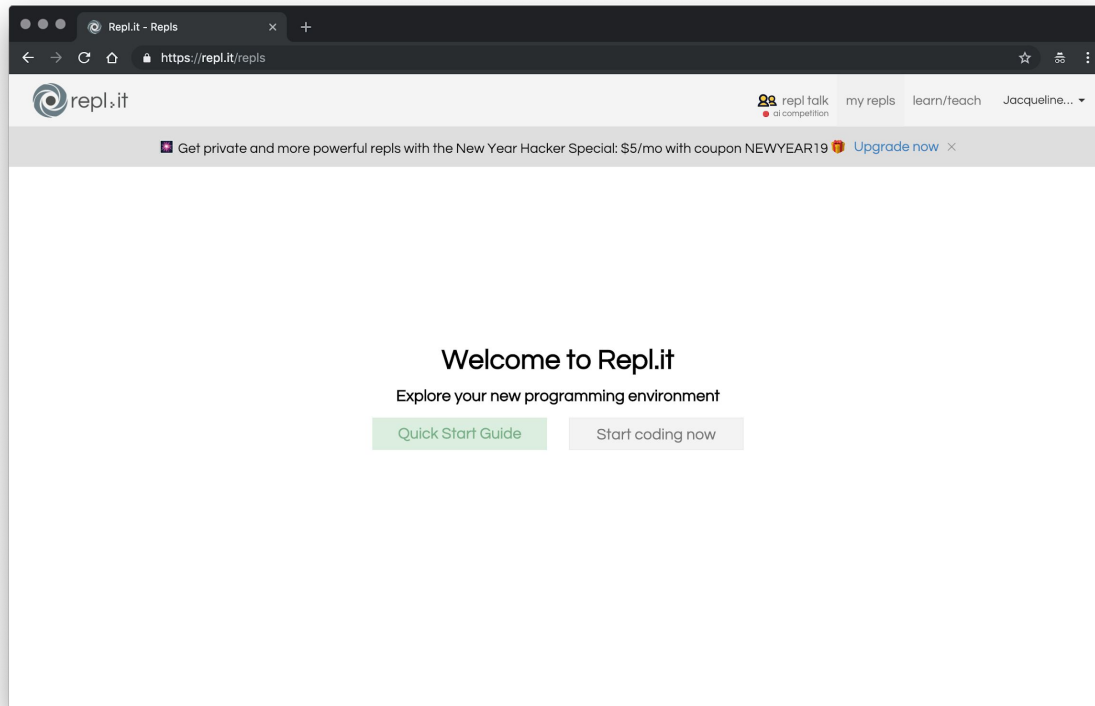 Repl.it - Repls
https://repl.it/repls
repl.it
repl talk
ai competition
my repls
learn/teach
Jacqueline...
Get private and more powerful repls with the New Year Hacker Special: $5/mo with coupon NEWYEAR19 Upgrade now
Welcome to Repl.it
Explore your new programming environment
Quick Start Guide
Start coding now